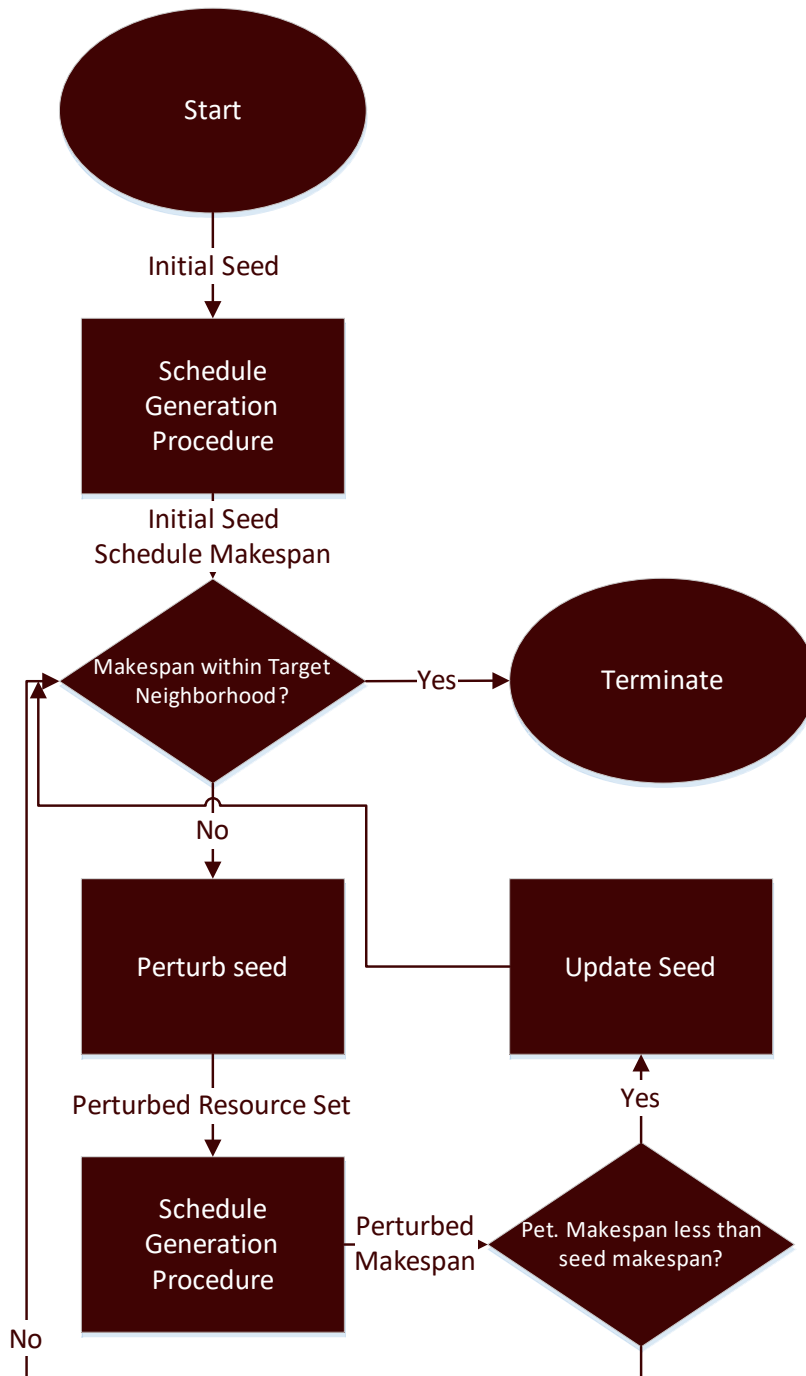 Start
Initial Seed
Schedule
Generation
Procedure
Initial Seed
Schedule Makespan
Makespan within Target
Neighborhood?
Yes
Terminate
No
Perturb seed
Update Seed
Perturbed Resource Set
Yes
Schedule
Generation
Procedure
Perturbed
Makespan
Pet. Makespan less than
seed makespan?
No